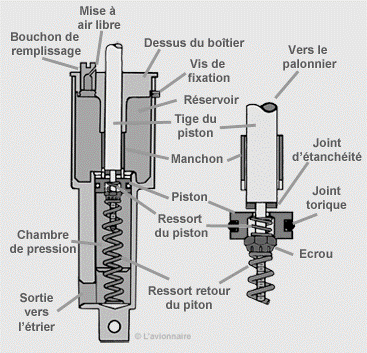 Mise à
air libre
Bouchon de
remplissage
Dessus du boîtier
Vers le
palonnier
Vis de
fixation
Réservoir
Tige du
piston
Manchon
Joint
d'étanchéité
Piston
Joint
torique
Ressort
du piston
Chambre
de pression
Ecrou
Ressort retour
du piton
Sortie
vers
l'étrier
© L'avionnaire